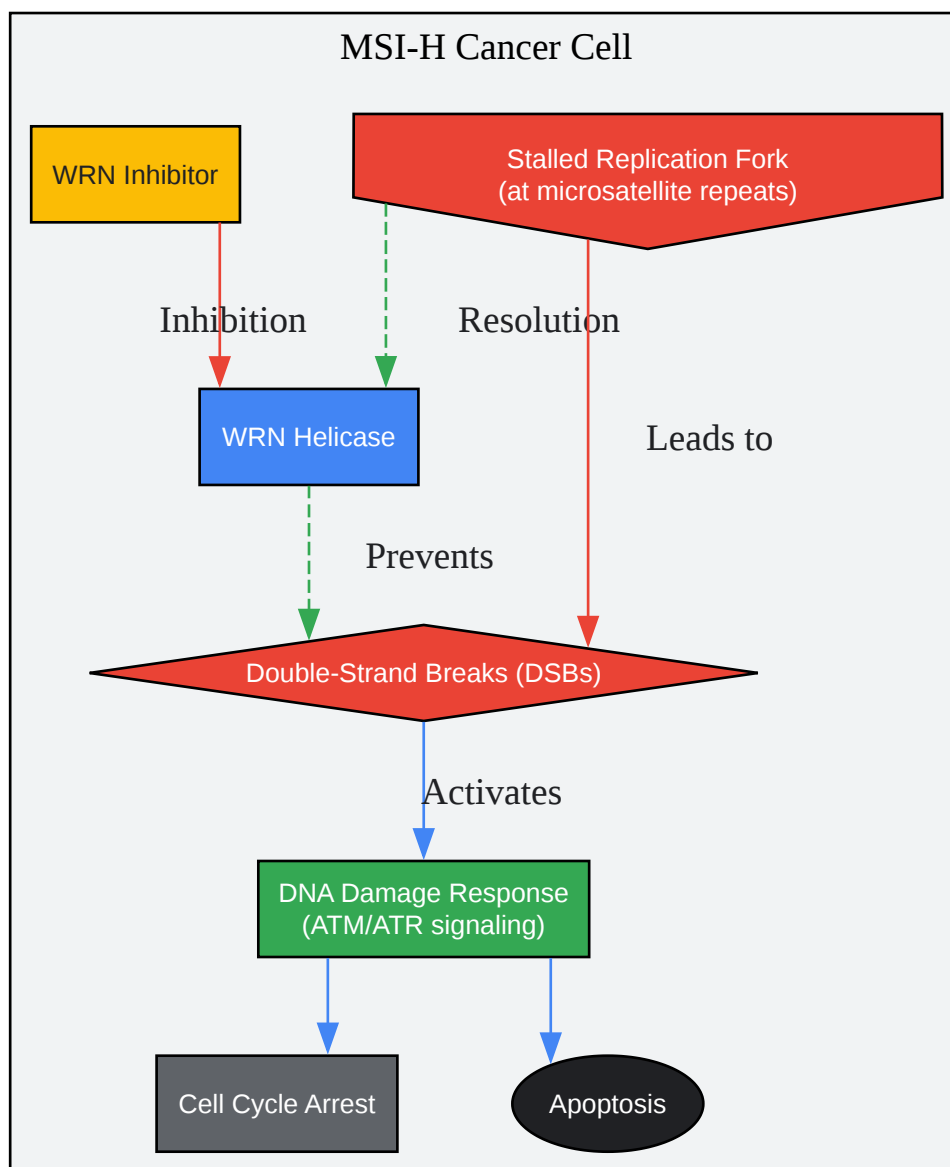 MSI-H Cancer Cell
WRN Inhibitor
Stalled Replication Fork
(at microsatellite repeats)
Inhibition
Resolution
WRN Helicase
Leads to
Prevents
Double-Strand Breaks (DSBs)
Activates
DNA Damage Response
(ATM/ATR signaling)
Cell Cycle Arrest
Apoptosis